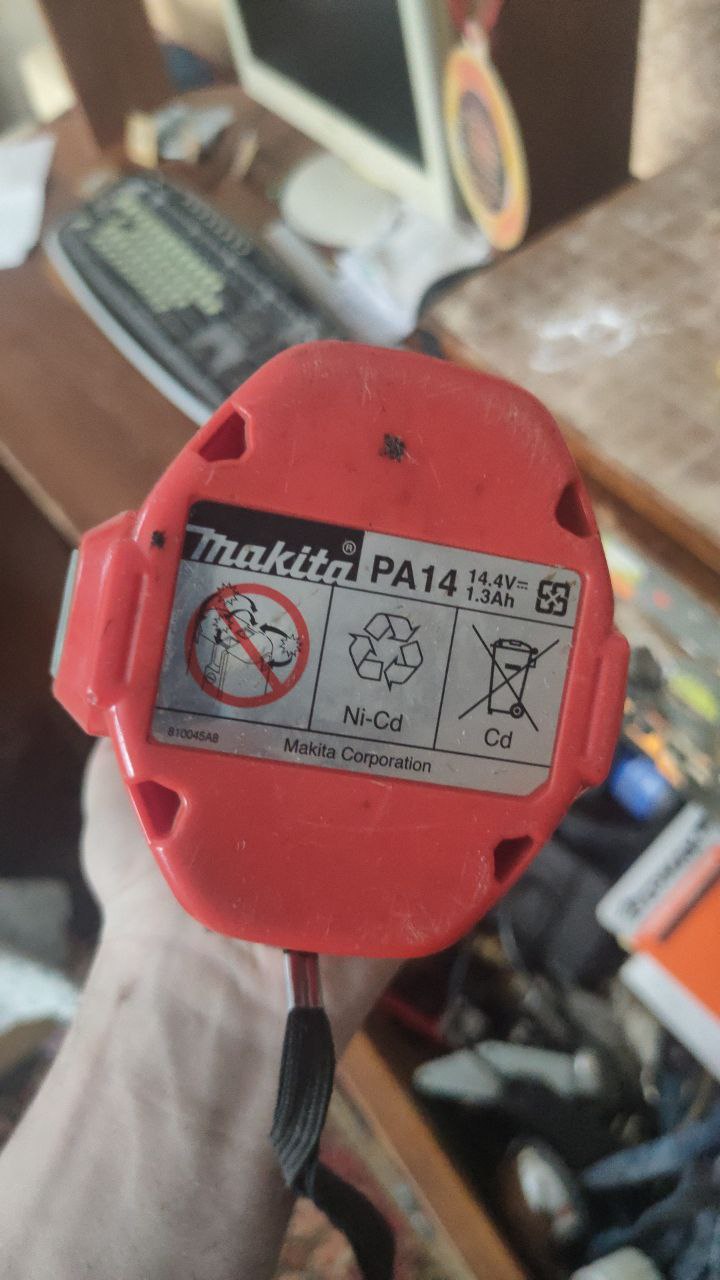 makita®
PA14
14.4V⎓
1.3Ah
Ni-Cd
Cd
810045A8
Makita Corporation